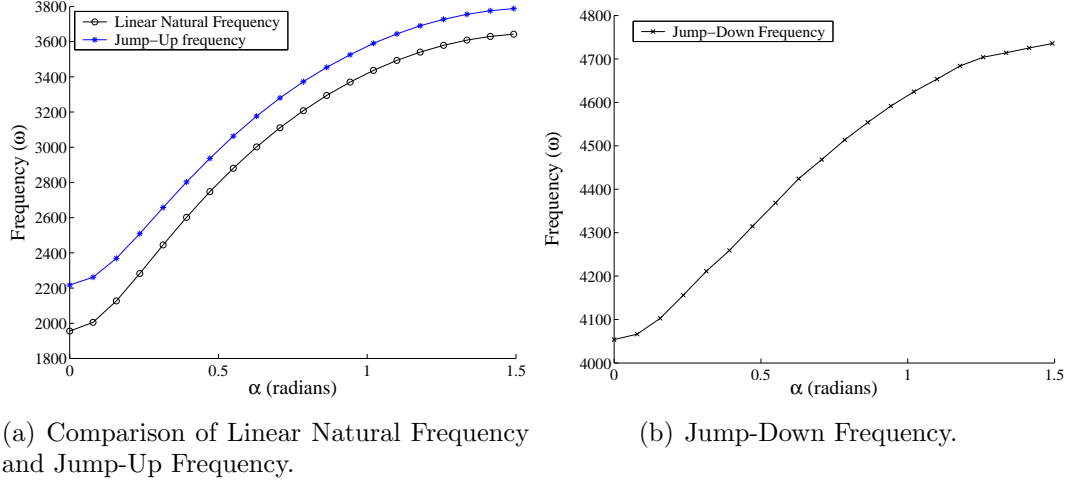 Linear Natural Frequency
Jump−Up frequency
3800
3600
3400
3200
3000
2800
2600
2400
2200
2000
1800
Frequency (ω)
0
1
1.5
α (radians)
(a) Comparison of Linear Natural Frequency
and Jump-Up Frequency.
Jump−Down Frequency
4800
4700
4600
4500
4400
4300
4200
4100
4000
Frequency (ω)
0
0.5
1
1.5
α (radians)
(b) Jump-Down Frequency.
0.5